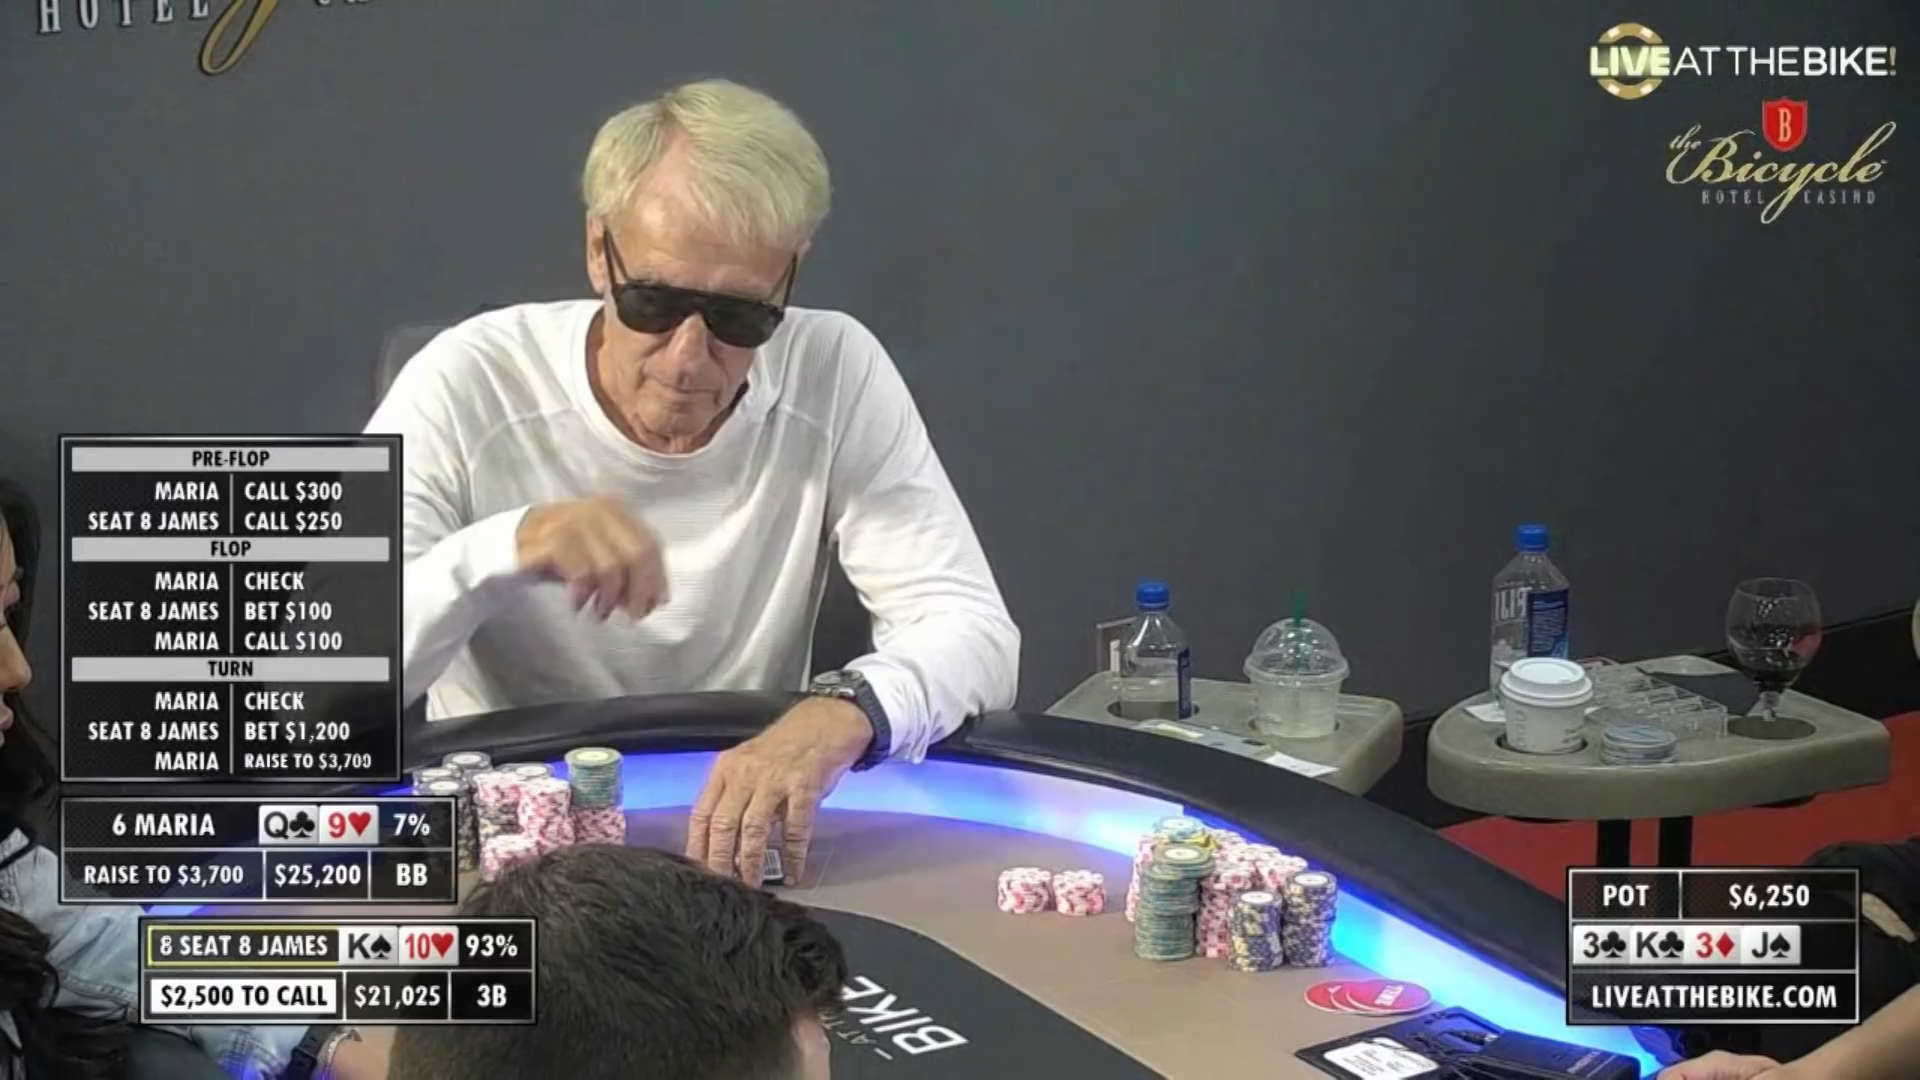 HOTEL
LIVEATTHEBIKE!
B
the Bicycle
HOTEL CASINO
PRE-FLOP
MARIA CALL $300
SEAT 8 JAMES CALL $250
FLOP
MARIA CHECK
SEAT 8 JAMES BET $100
MARIA CALL $100
TURN
MARIA CHECK
SEAT 8 JAMES BET $1,200
MARIA RAISE TO $3,700
6 MARIA Q♣ 9♥ 7%
RAISE TO $3,700 $25,200 BB
8 SEAT 8 JAMES K♠ 10♥ 93%
$2,500 TO CALL $21,025 3B
POT $6,250
3♣ K♣ 3♦ J♠
LIVEATTHEBIKE.COM
AT THE
BIKE
FIJI